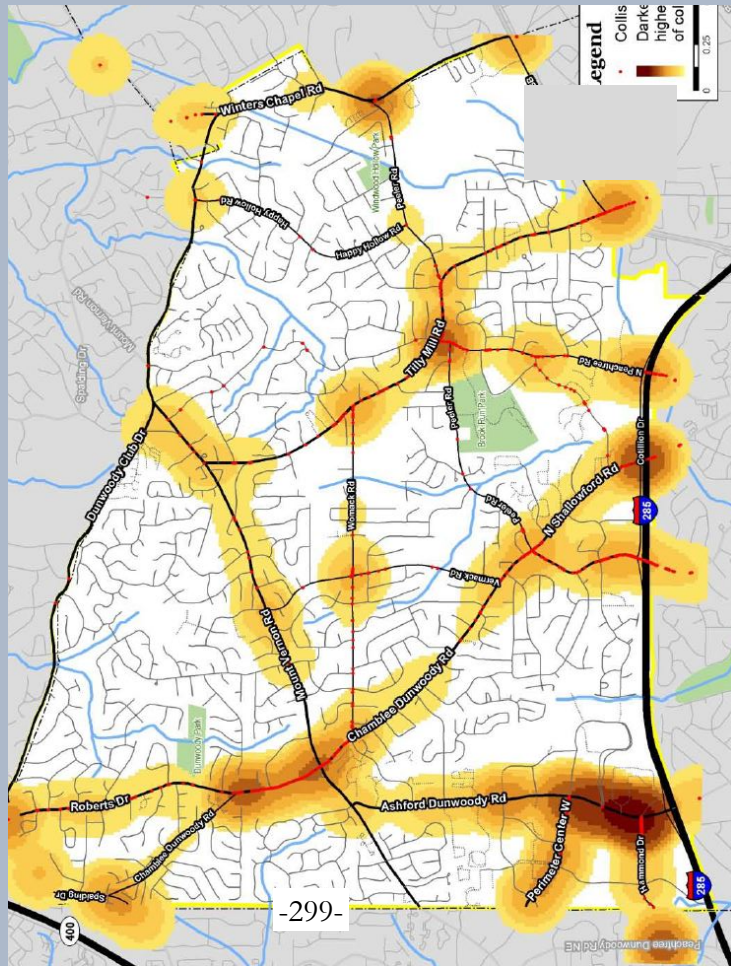 Legend
Collis
Darke
highe
of col
0
0.25
Winters Chapel Rd
Peeler Rd
Windwood Hollow Park
Happy Hollow Rd
Happy Hollow Rd
Mount Vernon Rd
Spalding Dr
Dunwoody Club Dr
Tilly Mill Rd
N Peachtree Rd
Peeler Rd
Brook Run Park
Womack Rd
Cotillion Dr
N Shallowford Rd
Peeler Rd
285
Vermack Rd
Mount Vernon Rd
Chamblee Dunwoody Rd
Dunwoody Park
Roberts Dr
Ashford Dunwoody Rd
Chamblee Dunwoody Rd
Perimeter Center W
Hammond Dr
Spalding Dr
-299-
285
400
Peachtree Dunwoody Rd NE